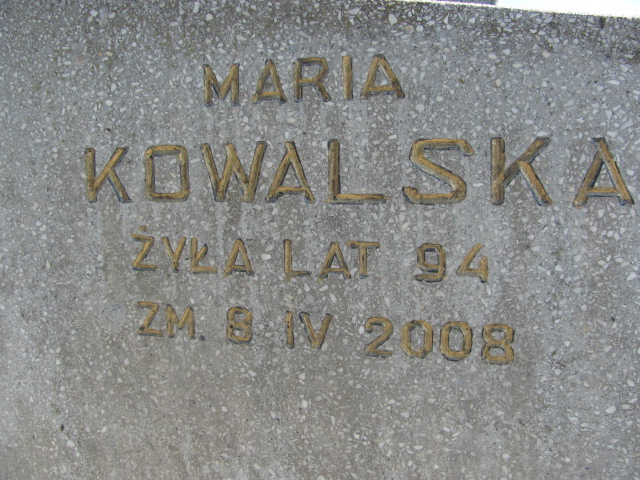 MARIA
KOWALSKA
ŻYŁA LAT 94
ZM. 8 IV 2008